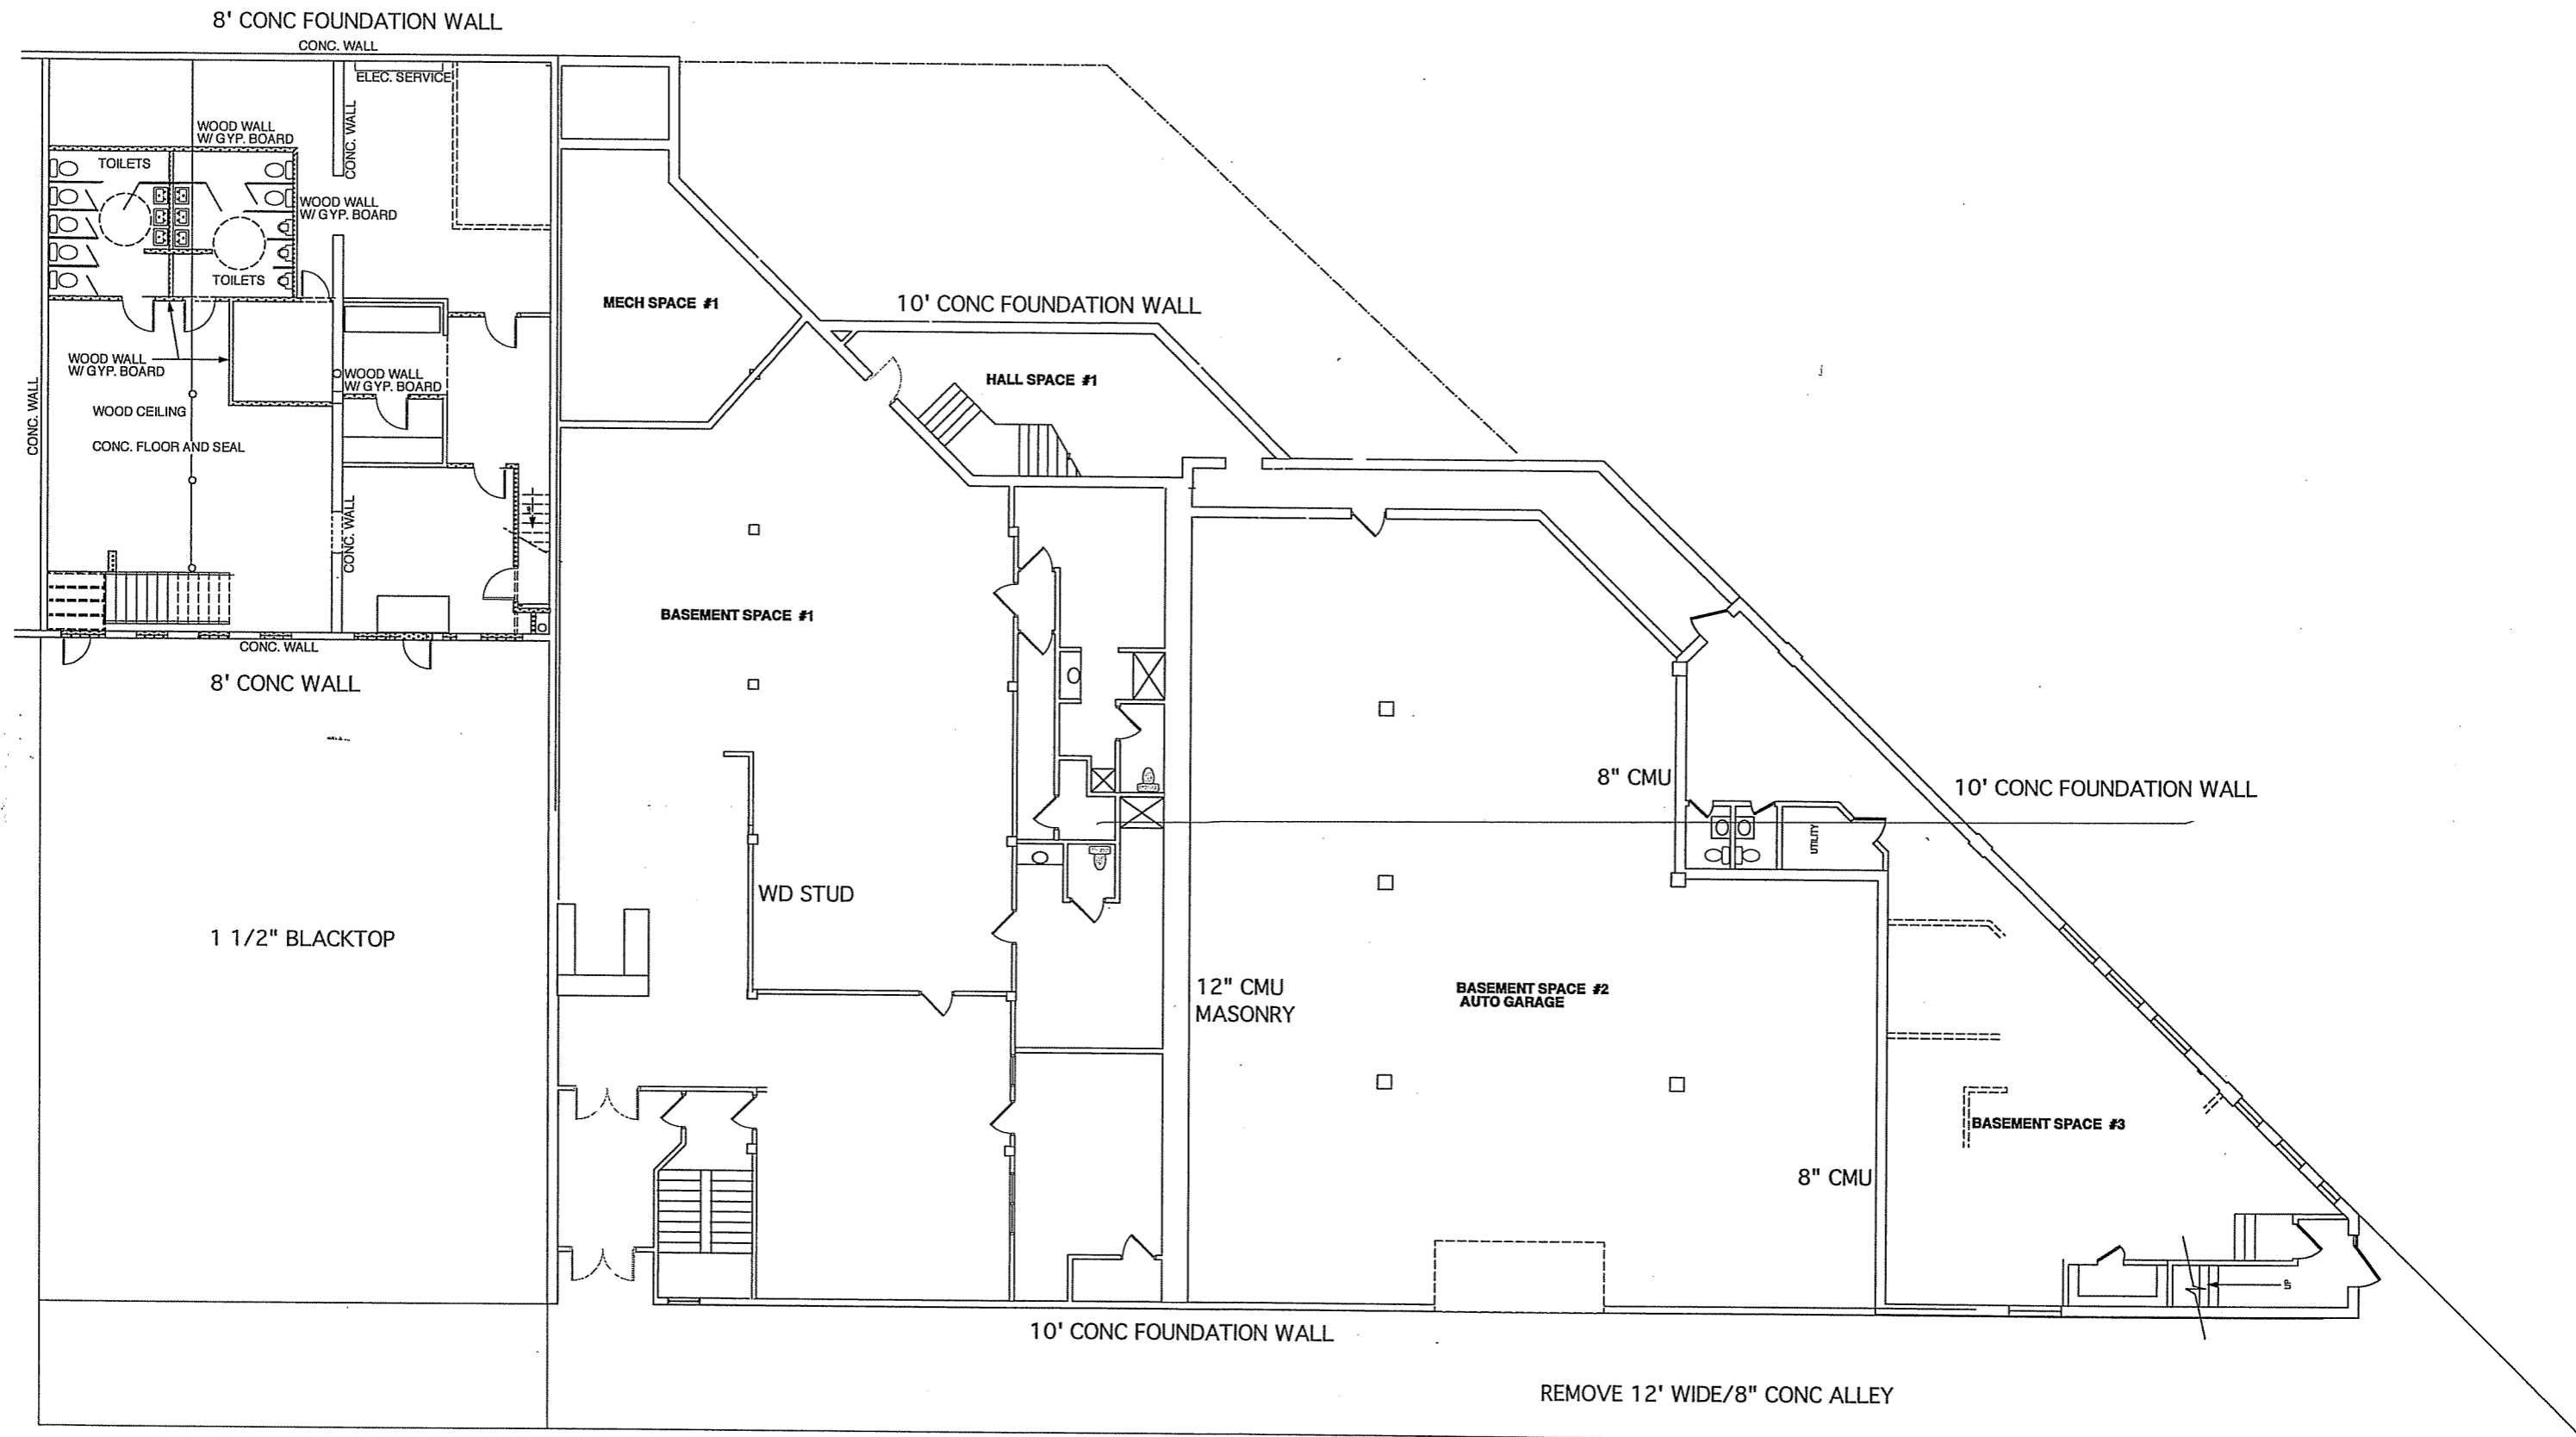 8' CONC FOUNDATION WALL
CONC. WALL
ELEC. SERVICE
CONC. WALL
WOOD WALL
W/ GYP. BOARD
TOILETS
WOOD WALL
W/ GYP. BOARD
TOILETS
MECH SPACE #1
10' CONC FOUNDATION WALL
WOOD WALL
W/ GYP. BOARD
WOOD WALL
W/ GYP. BOARD
HALL SPACE #1
CONC. WALL
WOOD CEILING
CONC. FLOOR AND SEAL
CONC. WALL
BASEMENT SPACE #1
CONC. WALL
8' CONC WALL
8" CMU
10' CONC FOUNDATION WALL
UTILITY
WD STUD
1 1/2" BLACKTOP
12" CMU
MASONRY
BASEMENT SPACE #2
AUTO GARAGE
BASEMENT SPACE #3
8" CMU
UP
10' CONC FOUNDATION WALL
REMOVE 12' WIDE/8" CONC ALLEY